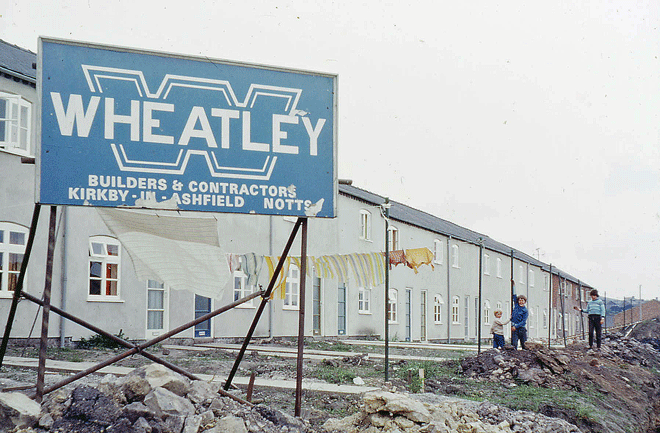 WHEATLEY
BUILDERS & CONTRACTORS
KIRKBY-IN-ASHFIELD NOTTS